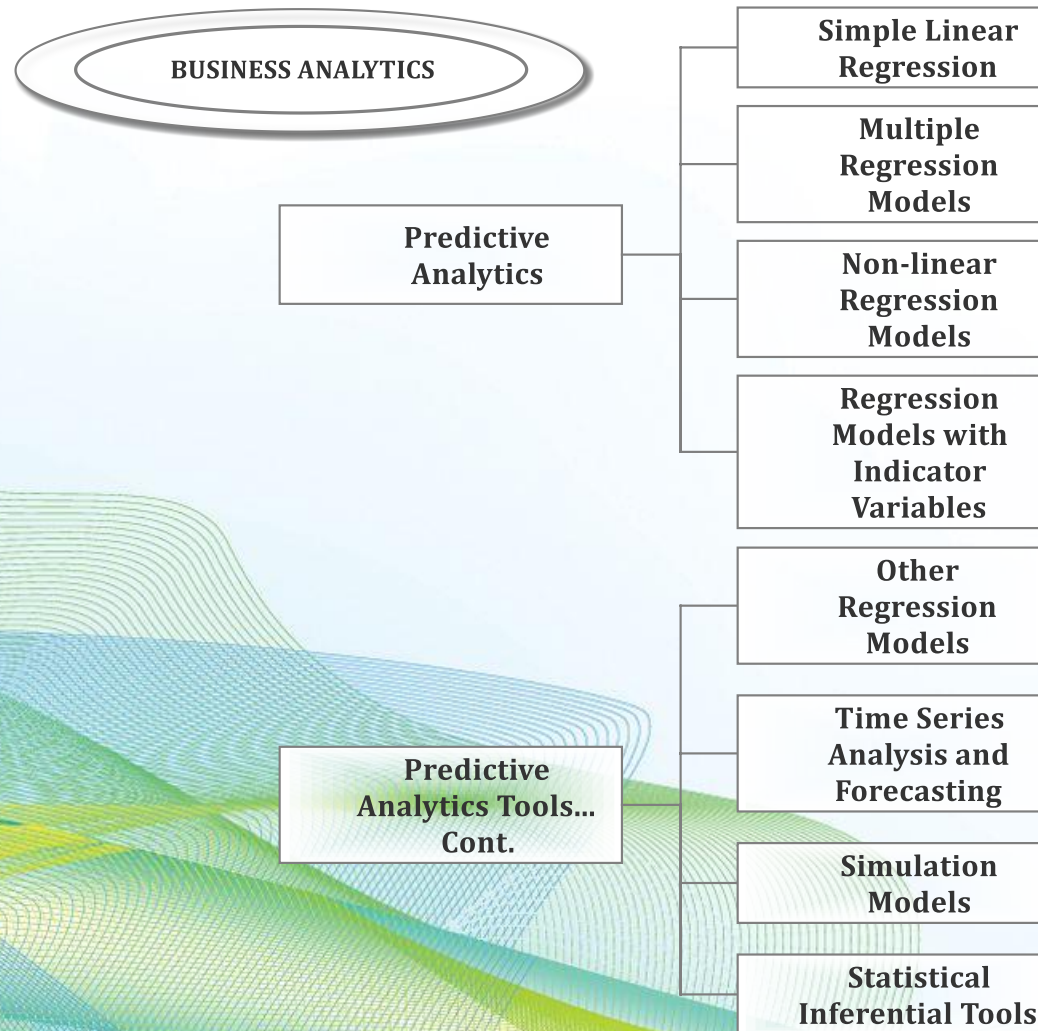 BUSINESS ANALYTICS
Simple Linear
Regression
Multiple
Regression
Models
Predictive
Analytics
Non-linear
Regression
Models
Regression
Models with
Indicator
Variables
Other
Regression
Models
Time Series
Analysis and
Forecasting
Predictive
Analytics Tools...
Cont.
Simulation
Models
Statistical
Inferential Tools